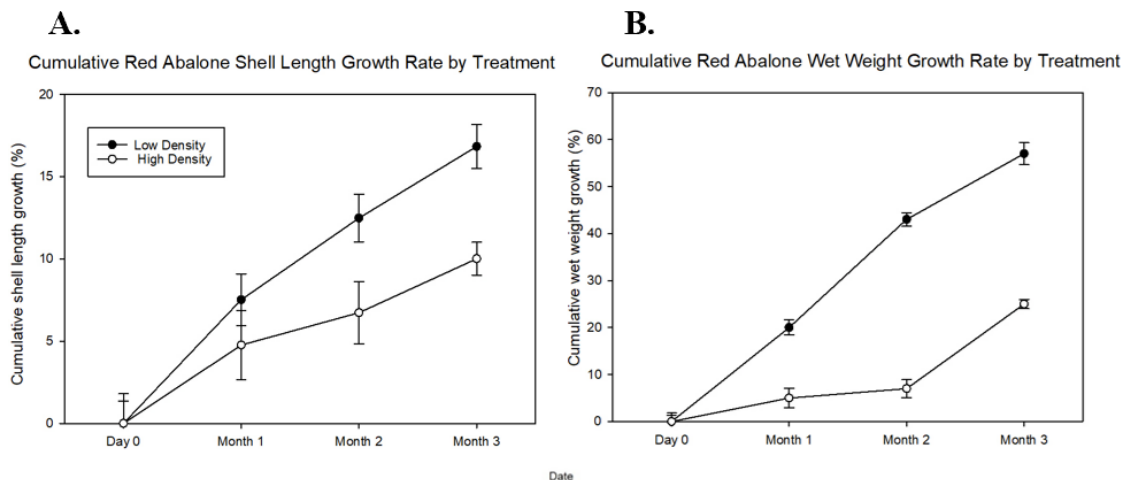 A.
Cumulative Red Abalone Shell Length Growth Rate by Treatment
20
15
10
5
0
Cumulative shell length growth (%)
Low Density
High Density
Day 0 Month 1 Month 2 Month 3
B.
Cumulative Red Abalone Wet Weight Growth Rate by Treatment
70
60
50
40
30
20
10
0
Cumulative wet weight growth (%)
Day 0 Month 1 Month 2 Month 3
Date